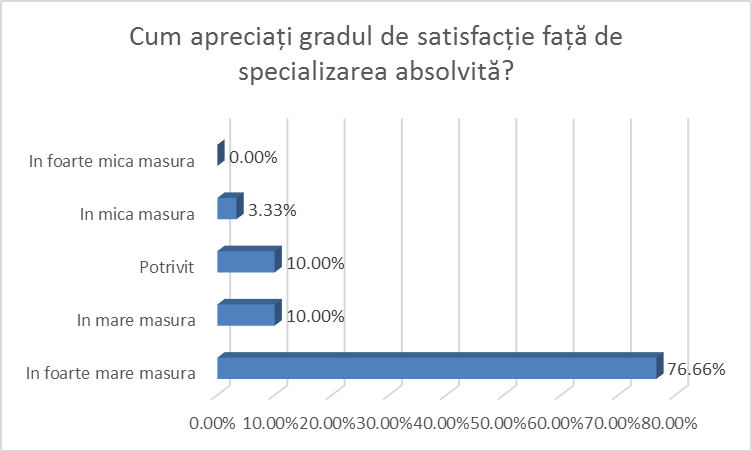 Cum apreciați gradul de satisfacție față de
specializarea absolvită?
In foarte mica masura 0.00%
In mica masura 3.33%
Potrivit 10.00%
In mare masura 10.00%
In foarte mare masura 76.66%
0.00% 10.00% 20.00% 30.00% 40.00% 50.00% 60.00% 70.00% 80.00%